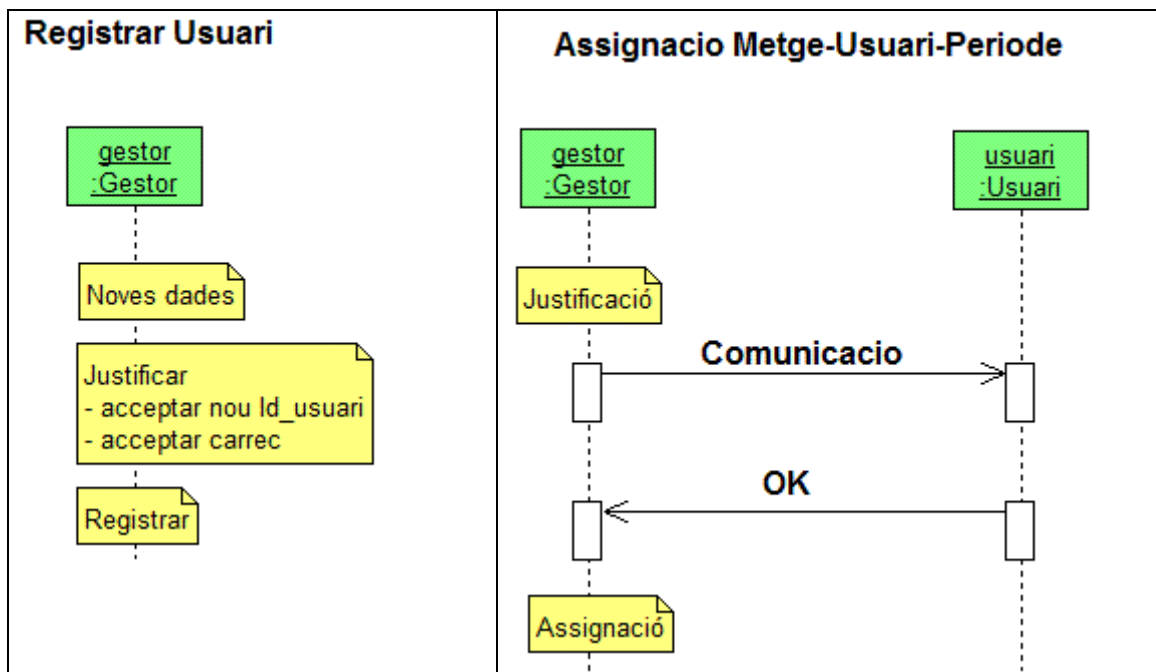 Registrar Usuari
gestor
:Gestor
Noves dades
Justificar
- acceptar nou Id_usuari
- acceptar carrec
Registrar
Assignacio Metge-Usuari-Periode
gestor
:Gestor
usuari
:Usuari
Justificació
Comunicacio
OK
Assignació